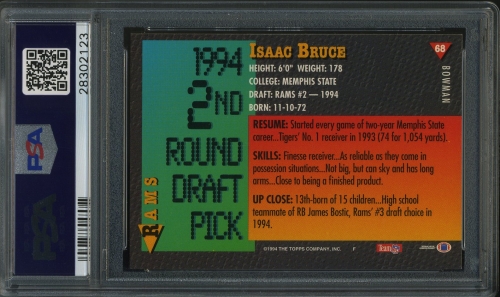 28302123
PSA
1994
2ND
ROUND
DRAFT
PICK
RAMS
ISAAC BRUCE
HEIGHT: 6'0" WEIGHT: 178
COLLEGE: MEMPHIS STATE
DRAFT: RAMS #2 — 1994
BORN: 11-10-72
68
BOWMAN
RESUME: Started every game of two-year Memphis State
career...Tigers' No. 1 receiver in 1993 (74 for 1,054 yards).
SKILLS: Finesse receiver...As reliable as they come in
possession situations...Not big, but can sky and has long
arms...Close to being a finished product.
UP CLOSE: 13th-born of 15 children...High school
teammate of RB James Bostic, Rams' #3 draft choice in
1994.
©1994 THE TOPPS COMPANY, INC.
F
Team NFL